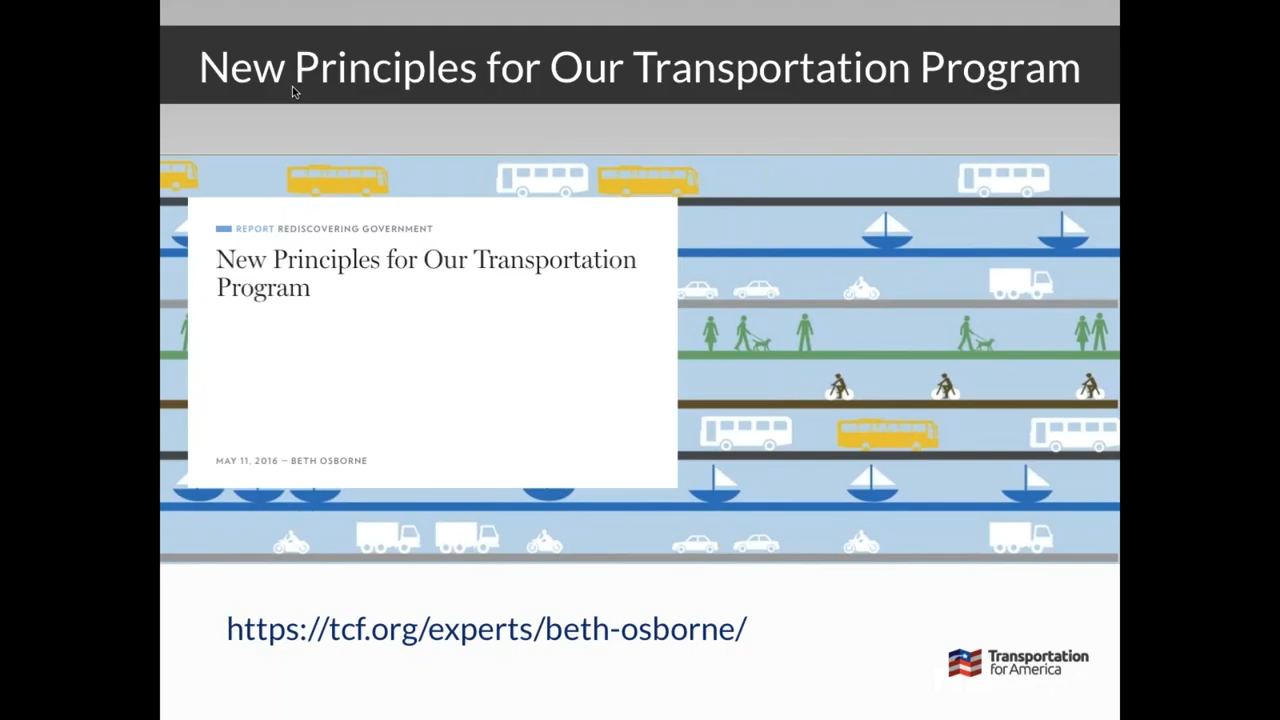 New Principles for Our Transportation Program
REPORT REDISCOVERING GOVERNMENT
New Principles for Our Transportation
Program
MAY 11, 2016 — BETH OSBORNE
https://tcf.org/experts/beth-osborne/
Transportation
for America